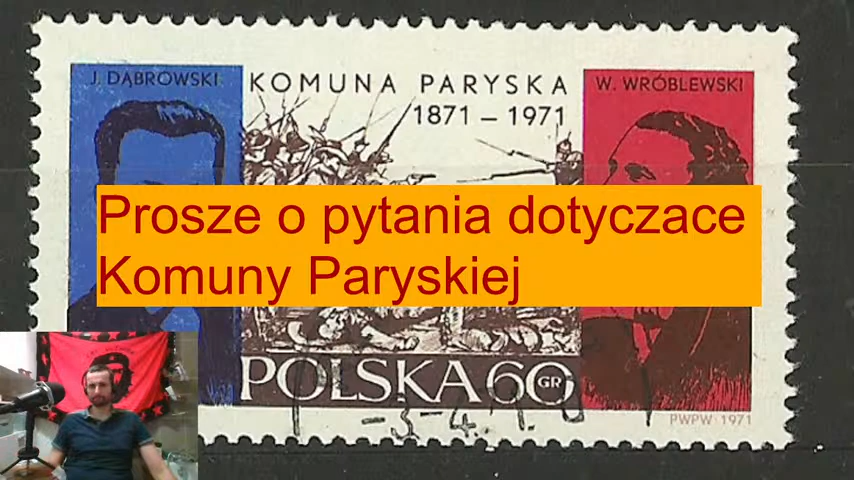 J. DĄBROWSKI
KOMUNA PARYSKA
W. WRÓBLEWSKI
1871 – 1971
Prosze o pytania dotyczace
Komuny Paryskiej
POLSKA 60 GR
PWPW 1971